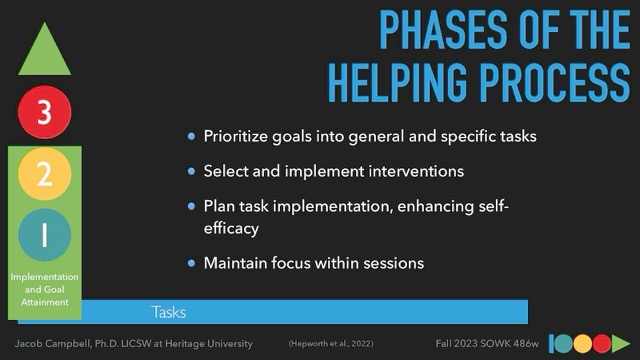 PHASES OF THE
HELPING PROCESS
3
2
1
Implementation
and Goal
Attainment
Prioritize goals into general and specific tasks
Select and implement interventions
Plan task implementation, enhancing self-
efficacy
Maintain focus within sessions
Tasks
Jacob Campbell, Ph.D. LICSW at Heritage University
(Hepworth et al., 2022)
Fall 2023 SOWK 486w